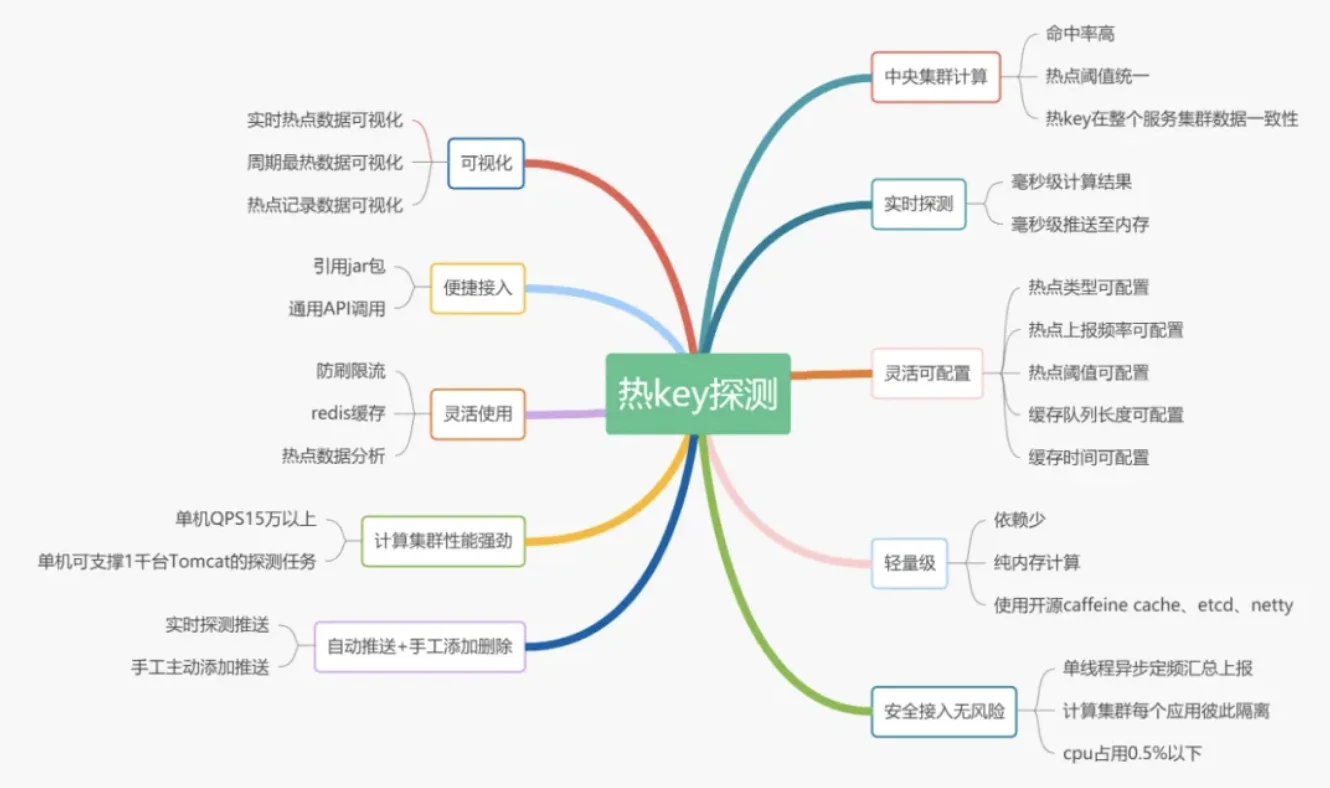 热key探测
中央集群计算
命中率高
热点阈值统一
热key在整个服务集群数据一致性
实时探测
毫秒级计算结果
毫秒级推送至内存
灵活可配置
热点类型可配置
热点上报频率可配置
热点阈值可配置
缓存队列长度可配置
缓存时间可配置
轻量级
依赖少
纯内存计算
使用开源caffeine cache、etcd、netty
安全接入无风险
单线程异步定频汇总上报
计算集群每个应用彼此隔离
cpu占用0.5%以下
可视化
实时热点数据可视化
周期最热数据可视化
热点记录数据可视化
便捷接入
引用jar包
通用API调用
灵活使用
防刷限流
redis缓存
热点数据分析
计算集群性能强劲
单机QPS15万以上
单机可支撑1千台Tomcat的探测任务
自动推送+手工添加删除
实时探测推送
手工主动添加推送